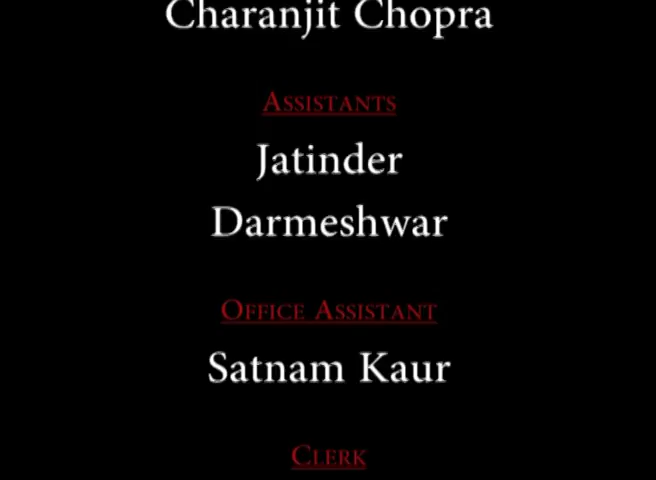 Charanjit Chopra
Assistants
Jatinder
Darmeshwar
Office Assistant
Satnam Kaur
Clerk